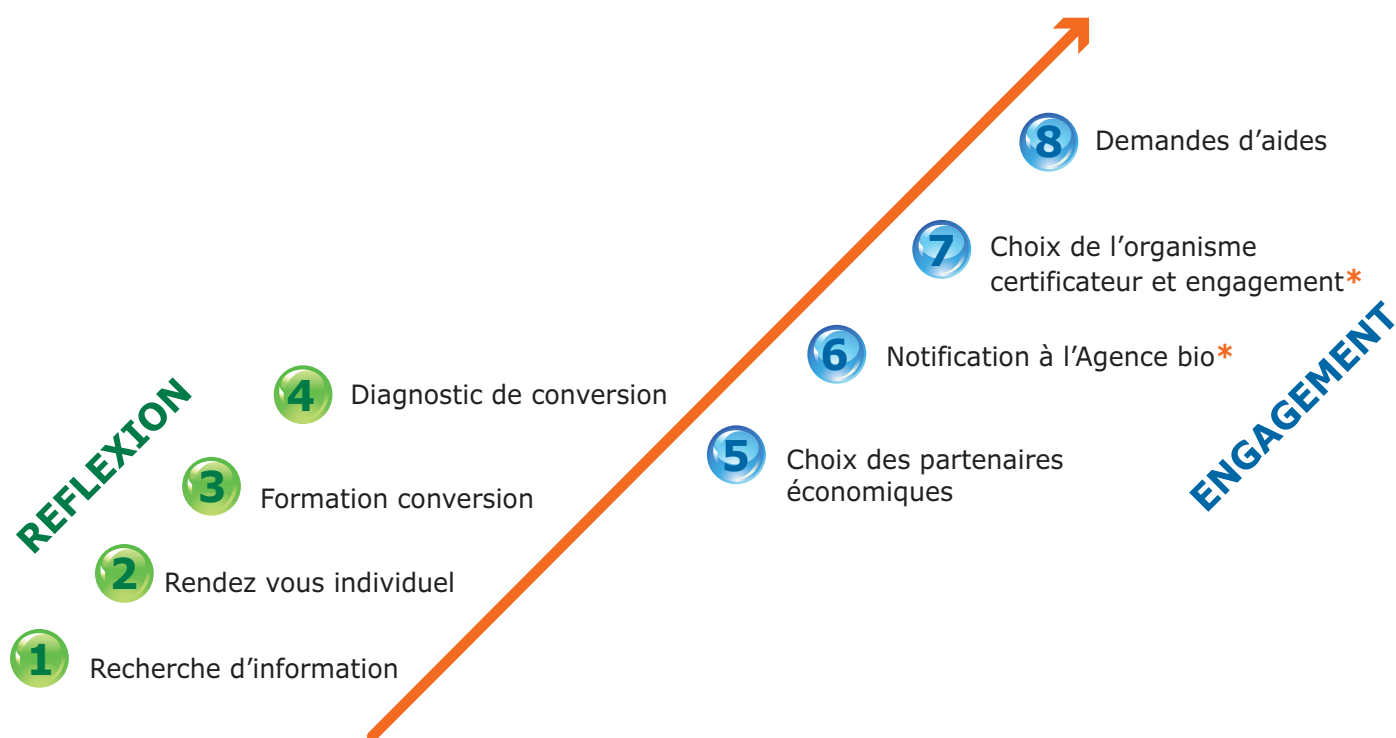 REFLEXION
1 Recherche d’information
2 Rendez vous individuel
3 Formation conversion
4 Diagnostic de conversion
ENGAGEMENT
5 Choix des partenaires
économiques
6 Notification à l’Agence bio*
7 Choix de l’organisme
certificateur et engagement*
8 Demandes d’aides